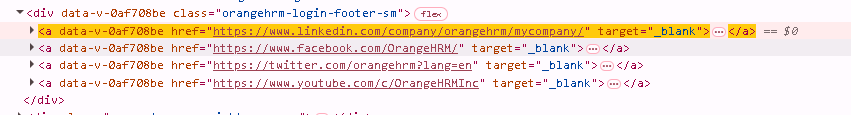 <div data-v-0af708be class="orangehrm-login-footer-sm"> flex
<a data-v-0af708be href="https://www.linkedin.com/company/orangehrm/mycompany/" target="_blank"> … </a> == $0
<a data-v-0af708be href="https://www.facebook.com/OrangeHRM/" target="_blank"> … </a>
<a data-v-0af708be href="https://twitter.com/orangehrm?lang=en" target="_blank"> … </a>
<a data-v-0af708be href="https://www.youtube.com/c/OrangeHRMInc" target="_blank"> … </a>
</div>